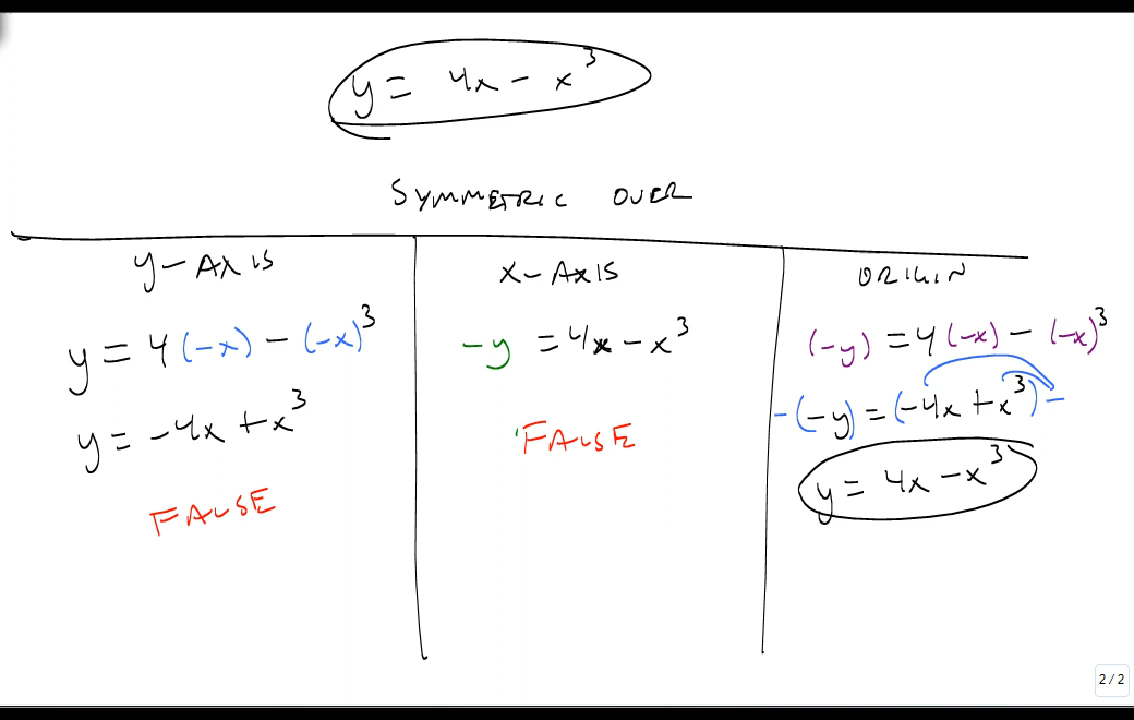 y = 4x - x³
SYMMETRIC OVER
y-AXIS
y = 4(-x) - (-x)³
y = -4x + x³
FALSE
X-AXIS
-y = 4x - x³
FALSE
ORIGIN
(-y) = 4(-x) - (-x)³
-(-y) = (-4x + x³)-
y = 4x - x³
2 / 2